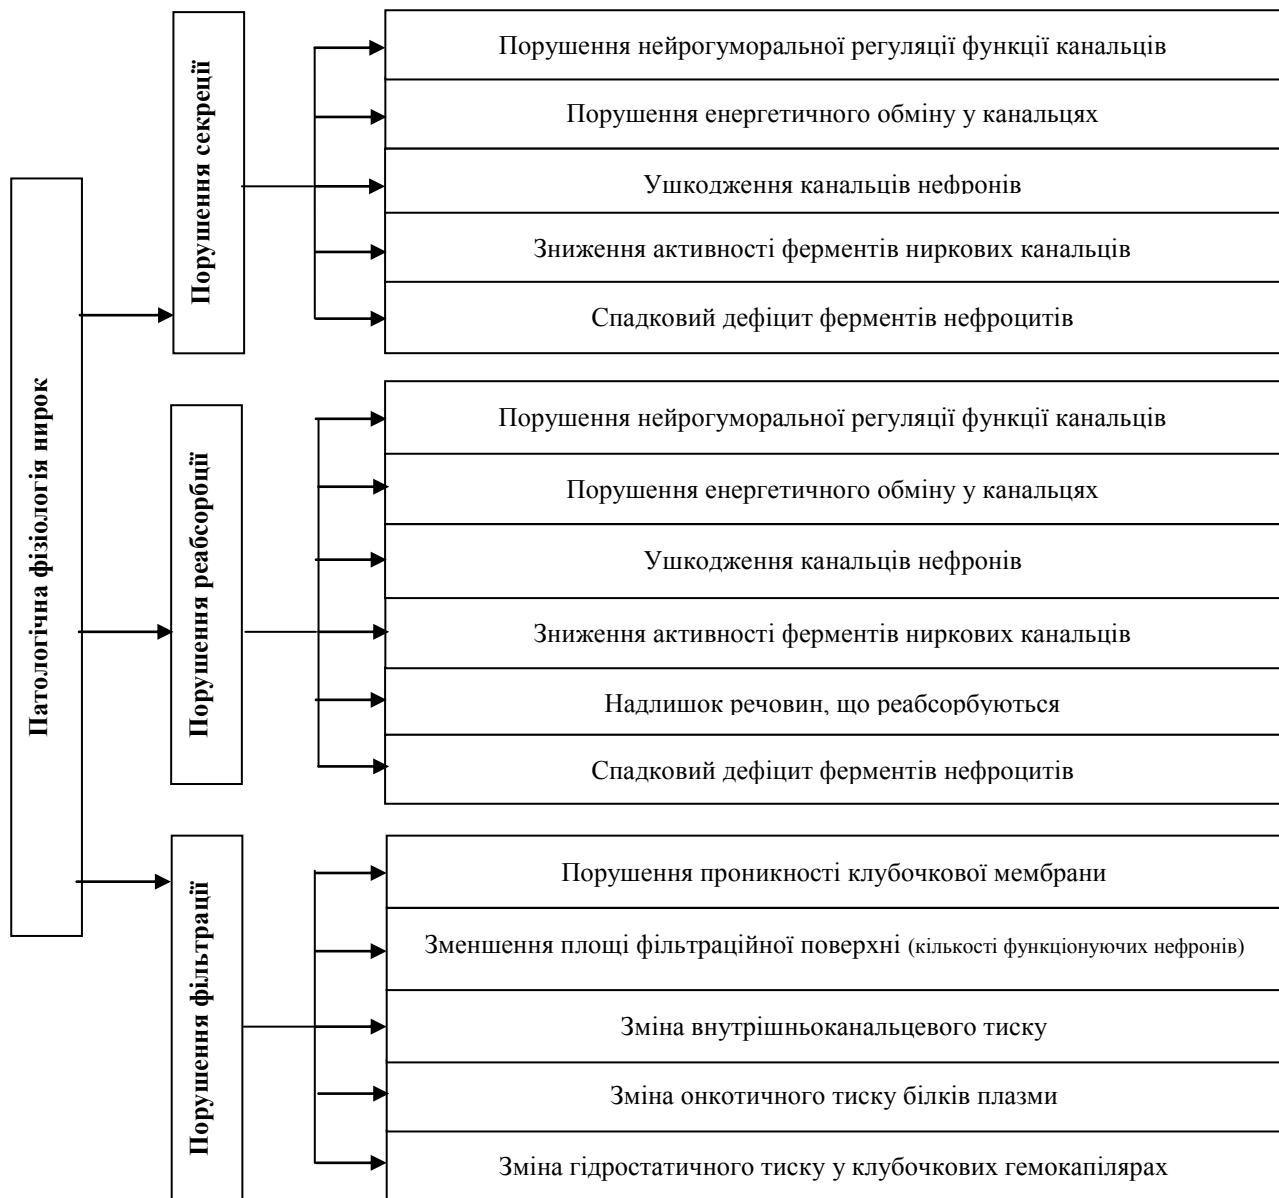 Патологічна фізіологія нирок
Порушення секреції
Порушення нейрогуморальної регуляції функції канальців
Порушення енергетичного обміну у канальцях
Ушкодження канальців нефронів
Зниження активності ферментів ниркових канальців
Спадковий дефіцит ферментів нефроцитів
Порушення реабсорбції
Порушення нейрогуморальної регуляції функції канальців
Порушення енергетичного обміну у канальцях
Ушкодження канальців нефронів
Зниження активності ферментів ниркових канальців
Надлишок речовин, що реабсорбуються
Спадковий дефіцит ферментів нефроцитів
Порушення фільтрації
Порушення проникності клубочкової мембрани
Зменшення площі фільтраційної поверхні (кількості функціонуючих нефронів)
Зміна внутрішньоканальцевого тиску
Зміна онкотичного тиску білків плазми
Зміна гідростатичного тиску у клубочкових гемокапілярах